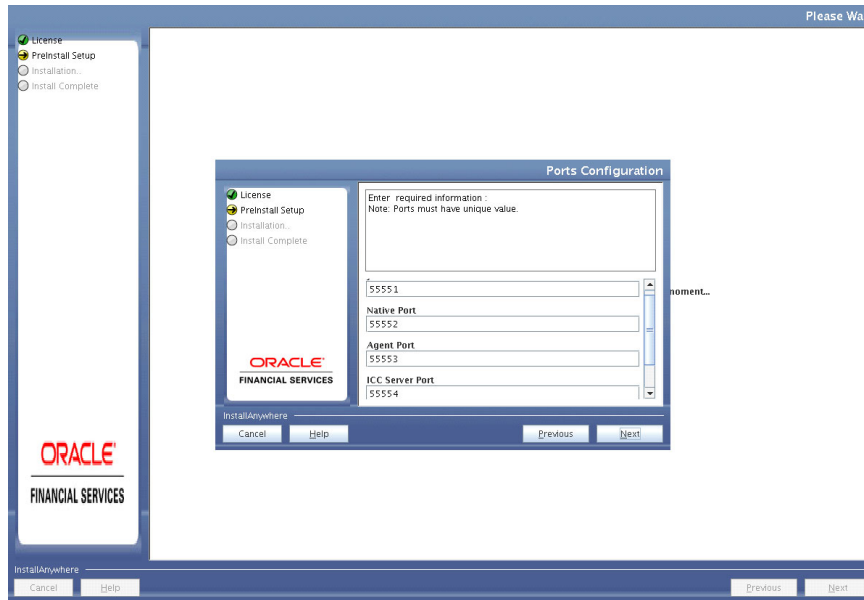 Please Wa
License
PreInstall Setup
Installation..
Install Complete
Ports Configuration
License
PreInstall Setup
Installation..
Install Complete
Enter required information :
Note: Ports must have unique value.
55551
moment...
Native Port
55552
Agent Port
55553
ICC Server Port
55554
ORACLE
FINANCIAL SERVICES
InstallAnywhere
Cancel
Help
Previous
Next
ORACLE
FINANCIAL SERVICES
InstallAnywhere
Cancel
Help
Previous
Next